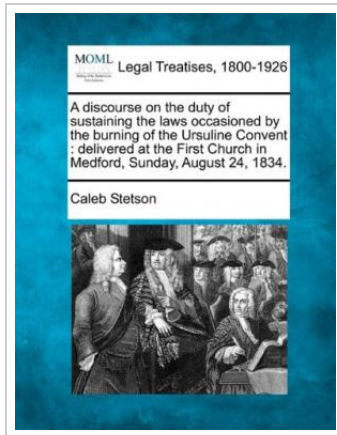 MOML
Legal Treatises, 1800-1926
A discourse on the duty of
sustaining the laws occasioned by
the burning of the Ursuline Convent
: delivered at the First Church in
Medford, Sunday, August 24, 1834.
Caleb Stetson